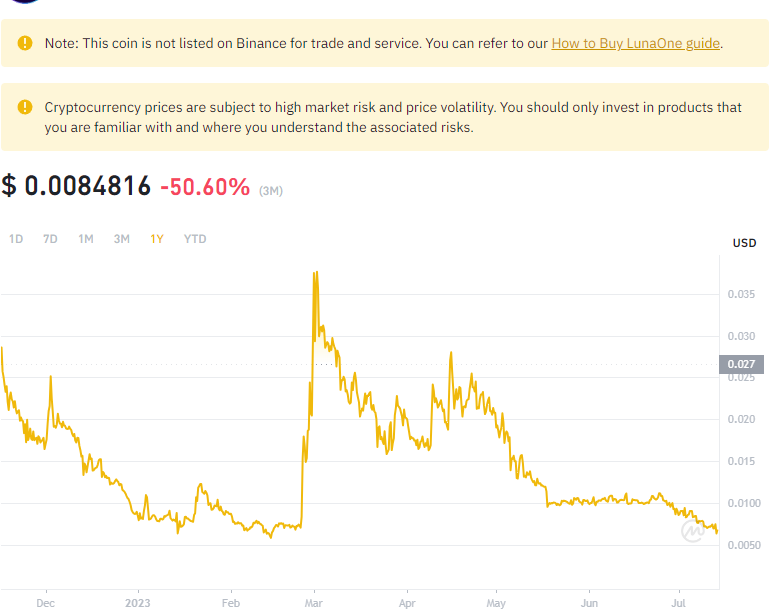 Note: This coin is not listed on Binance for trade and service. You can refer to our How to Buy LunaOne guide.
Cryptocurrency prices are subject to high market risk and price volatility. You should only invest in products that
you are familiar with and where you understand the associated risks.
$ 0.0084816 -50.60% (3M)
1D 7D 1M 3M 1Y YTD
USD
0.035
0.030
0.027
0.025
0.020
0.015
0.0100
0.0050
Dec 2023 Feb Mar Apr May Jun Jul